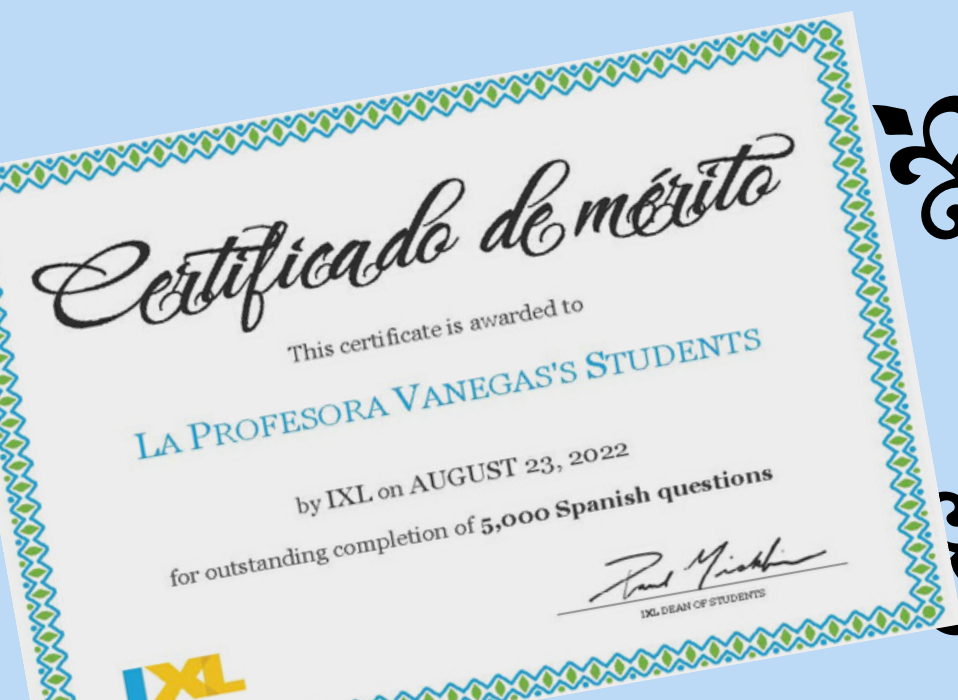 Certificado de mérito
This certificate is awarded to
LA PROFESORA VANEGAS'S STUDENTS
by IXL on AUGUST 23, 2022
for outstanding completion of 5,000 Spanish questions
IXL DEAN OF STUDENTS
IXL